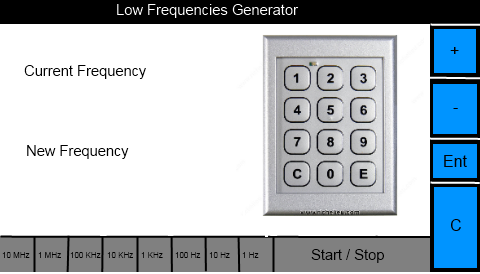 Low Frequencies Generator
+
Current Frequency
1 2 3
4 5 6
-
New Frequency
7 8 9
Ent
C 0 E
C
10 MHz 1 MHz 100 KHz 10 KHz 1 KHz 100 Hz 10 Hz 1 Hz Start / Stop